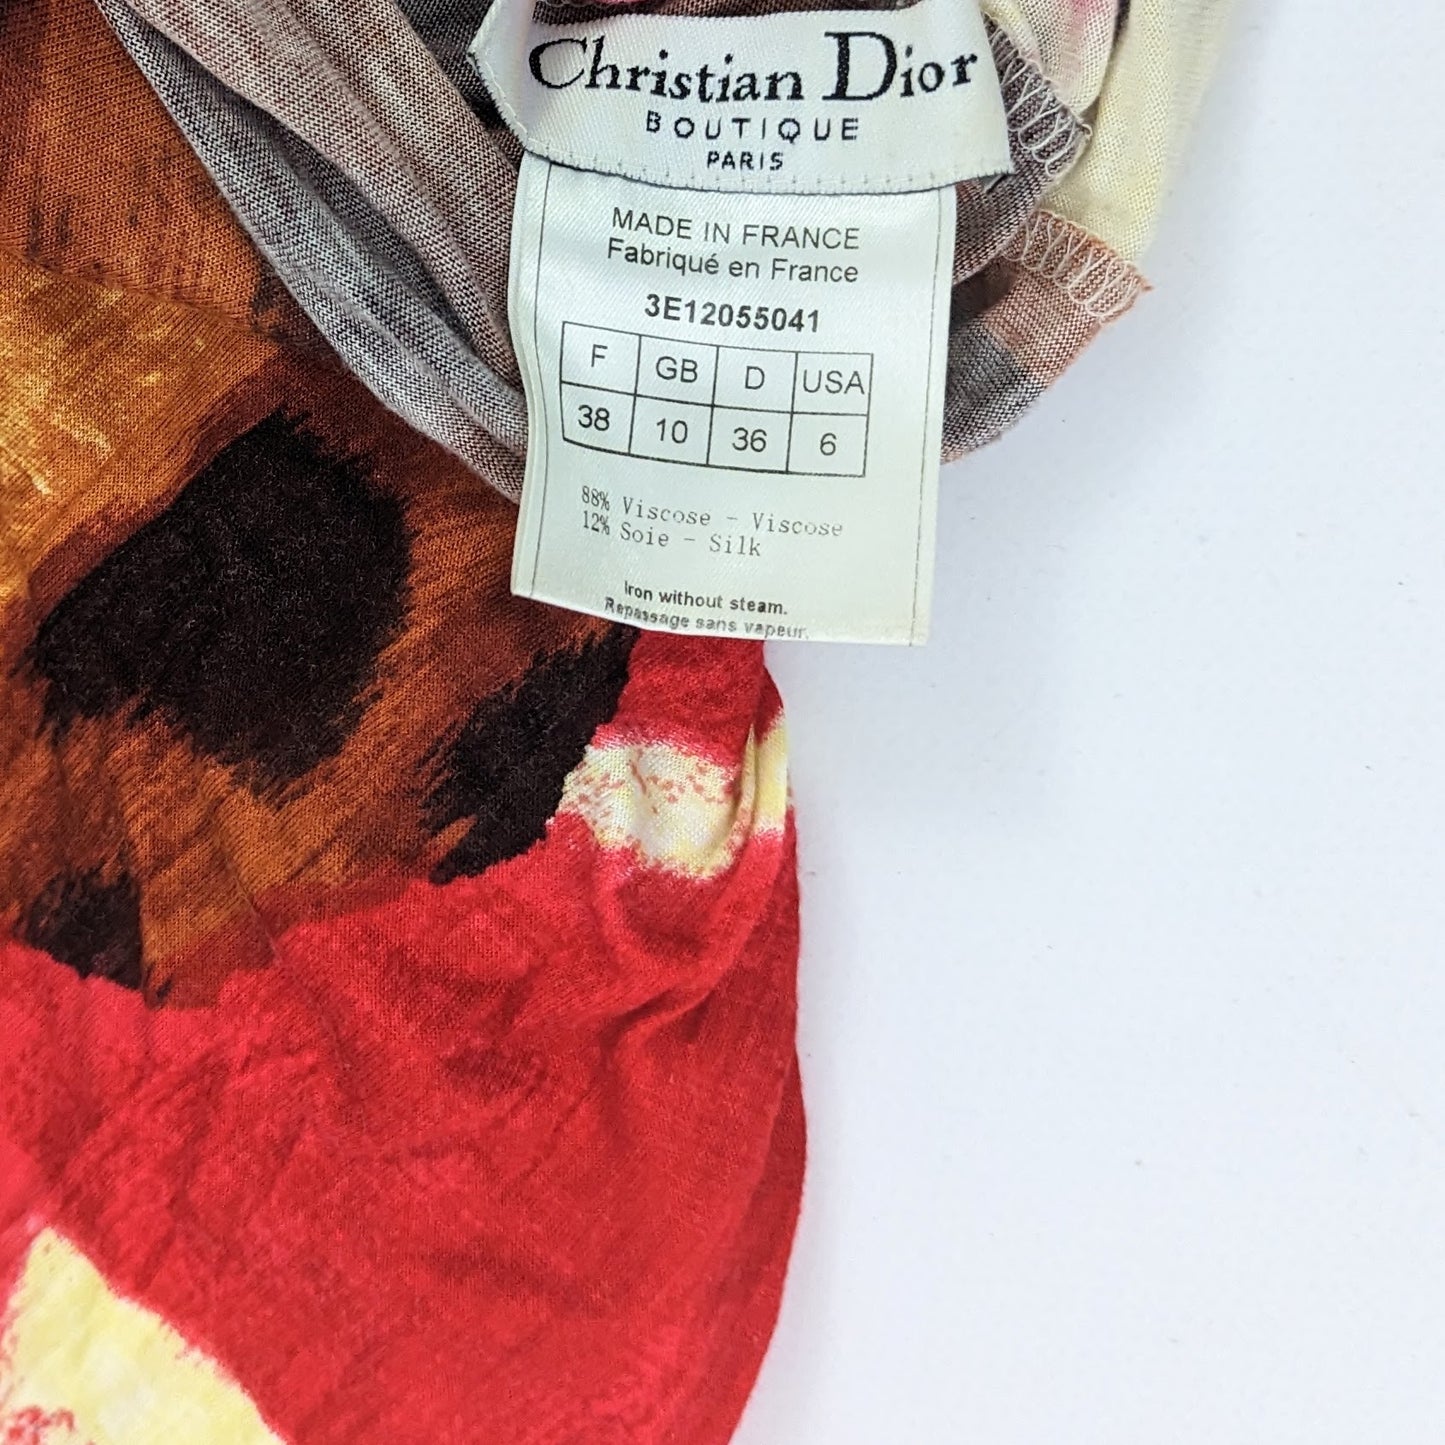 Christian Dior
BOUTIQUE
PARIS
MADE IN FRANCE
Fabriqué en France
3E12055041
F GB D USA
38 10 36 6
88% Viscose - Viscose
12% Soie - Silk
Iron without steam.
Repassage sans vapeur.